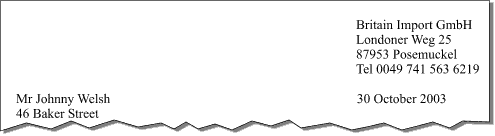 Britain Import GmbH
Londoner Weg 25
87953 Posemuckel
Tel 0049 741 563 6219
Mr Johnny Welsh
30 October 2003
46 Baker Street